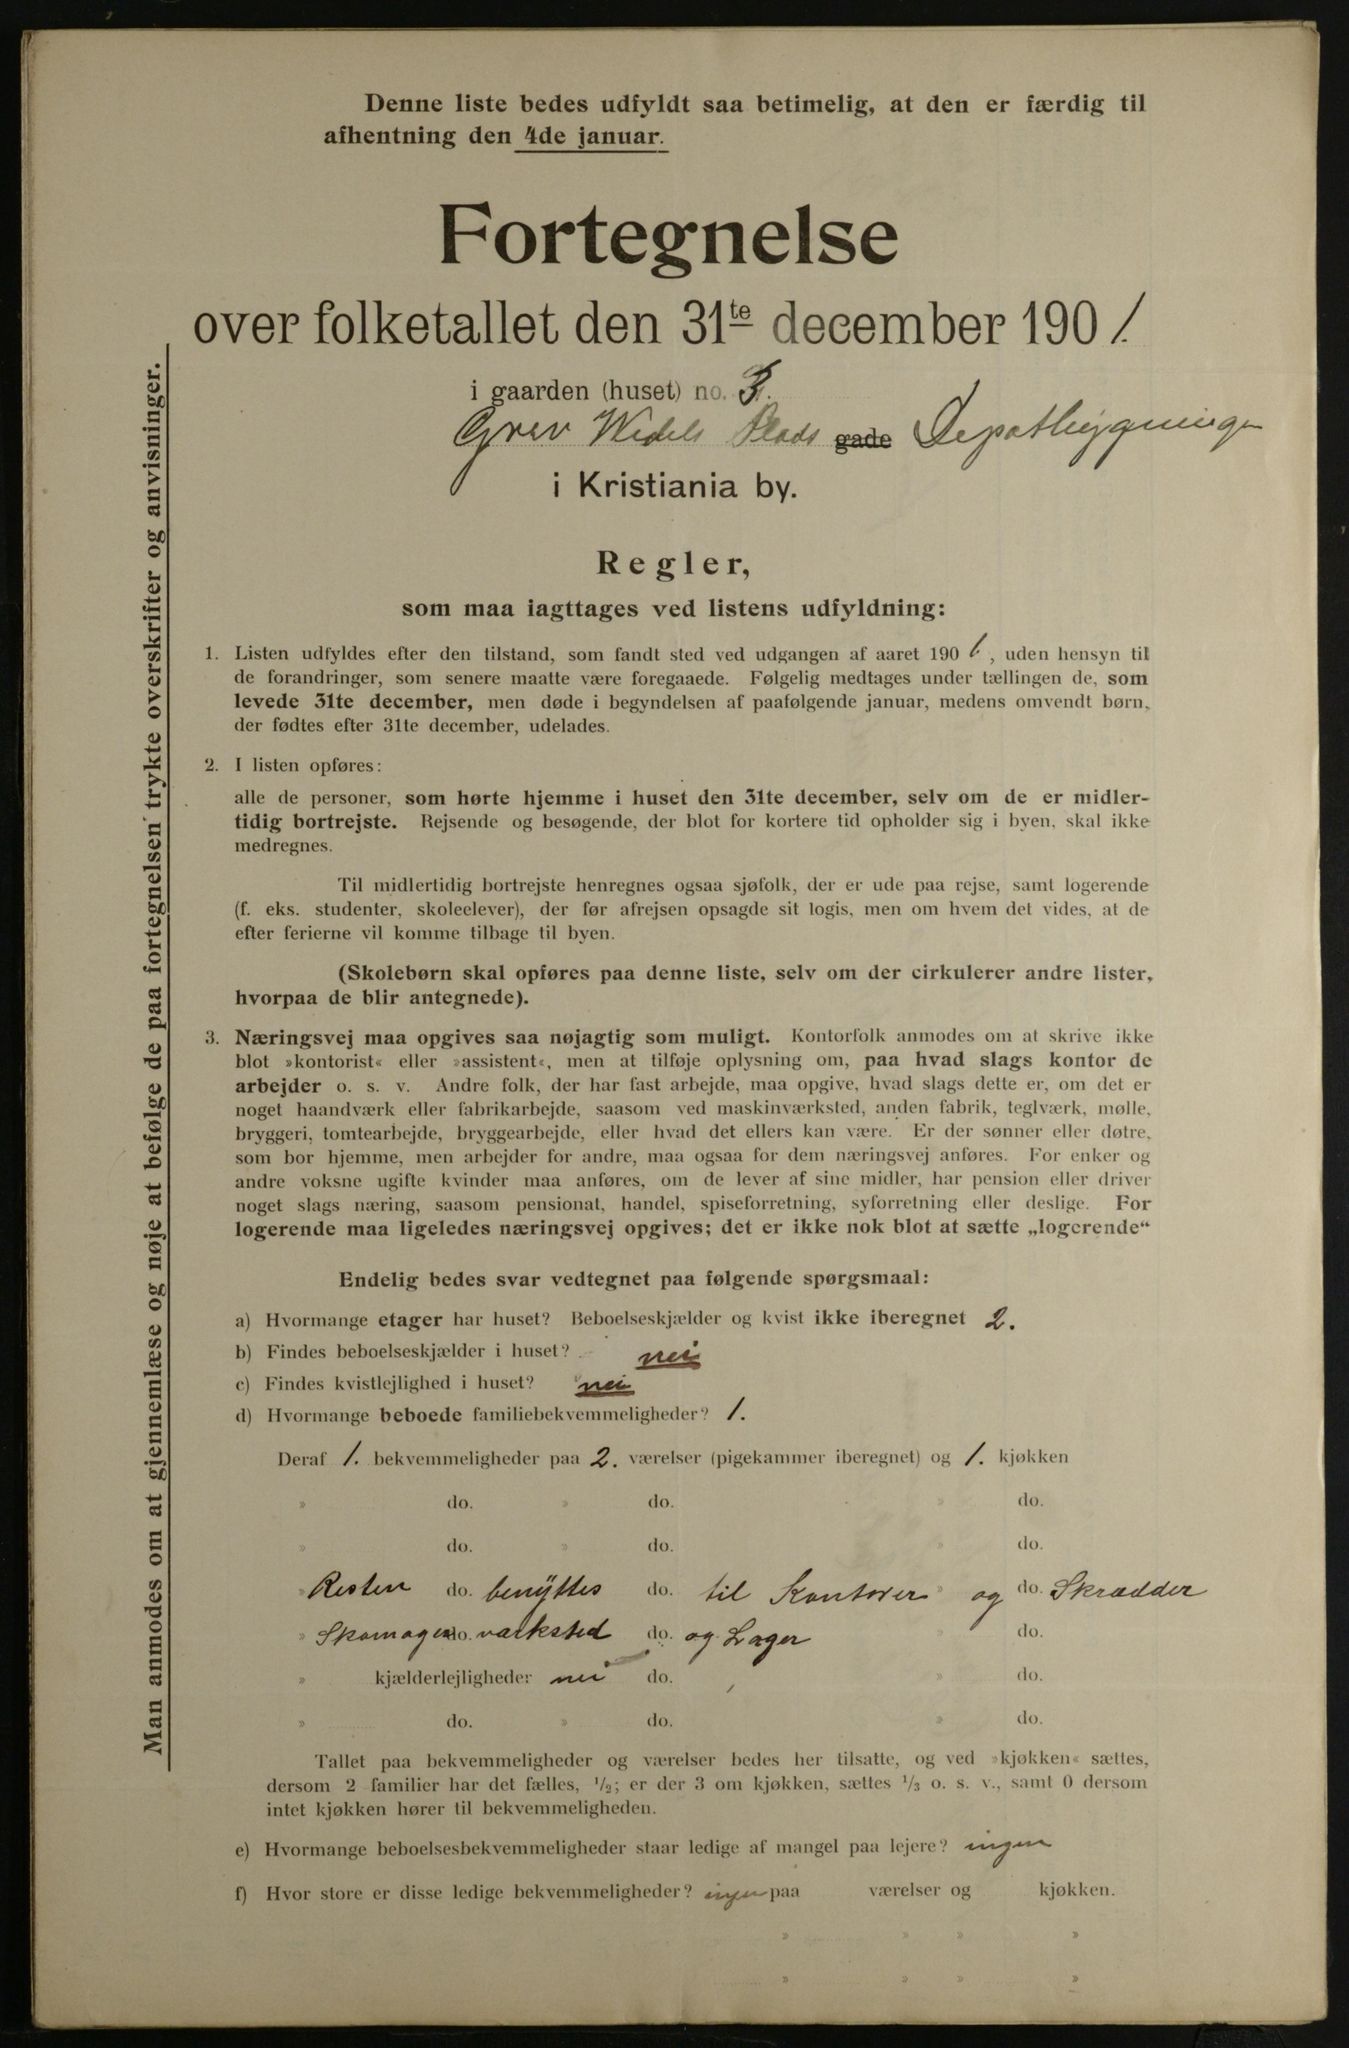 Denne liste bedes udfyldt saa betimelig, at den er færdig til
afhentning den 4de januar.
Fortegnelse
over folketallet den 31te december 1901.
i gaarden (huset) no. 3.
Grev Wedels Plads gade Depotbygningen
i Kristiania by.
Regler,
som maa iagttages ved listens udfyldning:
1. Listen udfyldes efter den tilstand, som fandt sted ved udgangen af aaret 1901, uden hensyn til
de forandringer, som senere maatte være foregaaede. Følgelig medtages under tællingen de, som
levede 31te december, men døde i begyndelsen af paafølgende januar, medens omvendt børn,
der fødtes efter 31te december, udelades.
2. I listen opføres:
alle de personer, som hørte hjemme i huset den 31te december, selv om de er midler-
tidig bortrejste. Rejsende og besøgende, der blot for kortere tid opholder sig i byen, skal ikke
medregnes.
Til midlertidig bortrejste henregnes ogsaa sjøfolk, der er ude paa rejse, samt logerende
(f. eks. studenter, skoleelever), der før afrejsen opsagde sit logis, men om hvem det vides, at de
efter ferierne vil komme tilbage til byen.
(Skolebørn skal opføres paa denne liste, selv om der cirkulerer andre lister,
hvorpaa de blir antegnede).
3. Næringsvej maa opgives saa nøjagtig som muligt. Kontorfolk anmodes om at skrive ikke
blot »kontorist« eller »assistent«, men at tilføje oplysning om, paa hvad slags kontor de
arbejder o. s. v. Andre folk, der har fast arbejde, maa opgive, hvad slags dette er, om det er
noget haandværk eller fabrikarbejde, saasom ved maskinværksted, anden fabrik, teglværk, mølle,
bryggeri, tomtearbejde, bryggearbejde, eller hvad det ellers kan være. Er der sønner eller døtre,
som bor hjemme, men arbejder for andre, maa ogsaa for dem næringsvej anføres. For enker og
andre voksne ugifte kvinder maa anføres, om de lever af sine midler, har pension eller driver
noget slags næring, saasom pensionat, handel, spiseforretning, syforretning eller deslige. For
logerende maa ligeledes næringsvej opgives; det er ikke nok blot at sætte „logerende“
Endelig bedes svar vedtegnet paa følgende spørgsmaal:
a) Hvormange etager har huset? Beboelseskjælder og kvist ikke iberegnet 2.
b) Findes beboelseskjælder i huset? nei
c) Findes kvistlejlighed i huset? nei
d) Hvormange beboede familiebekvemmeligheder? 1.
Deraf 1. bekvemmeligheder paa 2. værelser (pigekammer iberegnet) og 1. kjøkken
» do. » do. » do.
» do. » do. » do.
» Resten do. benyttes do. til Kontorer » og do. Skrædder
» Skomager do. værksted do. og Lager » do.
» kjælderlejligheder nei do. » do.
» do. » do. » do.
Tallet paa bekvemmeligheder og værelser bedes her tilsatte, og ved »kjøkken« sættes,
dersom 2 familier har det fælles, 1/2; er der 3 om kjøkken, sættes 1/3 o. s. v., samt 0 dersom
intet kjøkken hører til bekvemmeligheden.
e) Hvormange beboelsesbekvemmeligheder staar ledige af mangel paa lejere? ingen
f) Hvor store er disse ledige bekvemmeligheder? ingen paa værelser og kjøkken.
» » » »
» » » »
Man anmodes om at gjennemlæse og nøje at befølge de paa fortegnelsen trykte overskrifter og anvisninger.